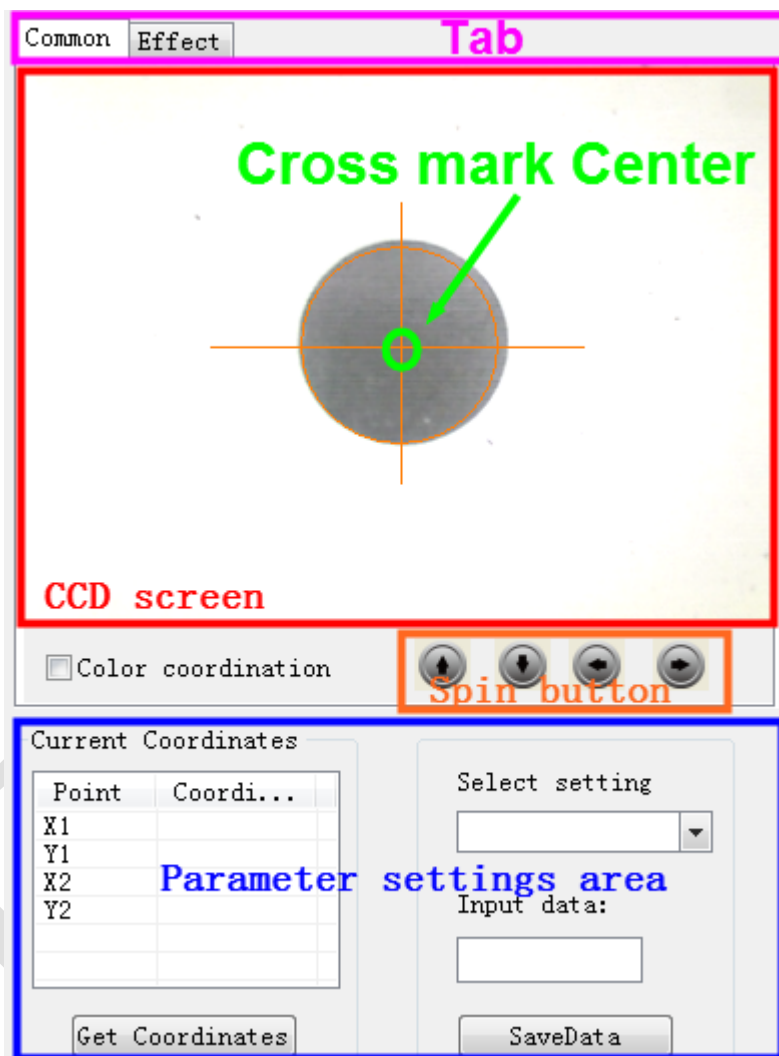 Common Effect Tab
Cross mark Center
CCD screen
Color coordination
Spin button
Current Coordinates
Point Coordi...
X1
Y1
X2
Y2
Parameter settings area
Select setting
Input data:
Get Coordinates
SaveData